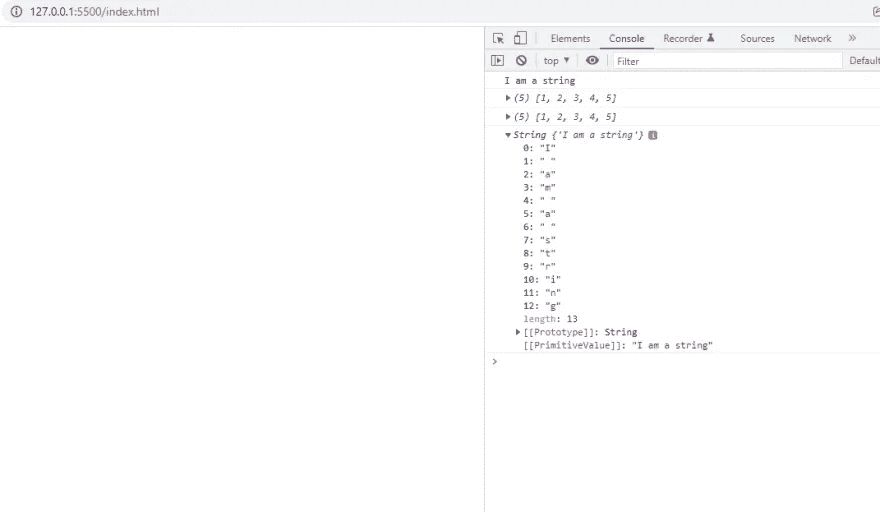 127.0.0.1:5500/index.html
Elements Console Recorder Sources Network »
top ▼ Filter Default
I am a string
▶ (5) [1, 2, 3, 4, 5]
▶ (5) [1, 2, 3, 4, 5]
▼ String {'I am a string'} i
0: "I"
1: " "
2: "a"
3: "m"
4: " "
5: "a"
6: " "
7: "s"
8: "t"
9: "r"
10: "i"
11: "n"
12: "g"
length: 13
▶ [[Prototype]]: String
[[PrimitiveValue]]: "I am a string"
>